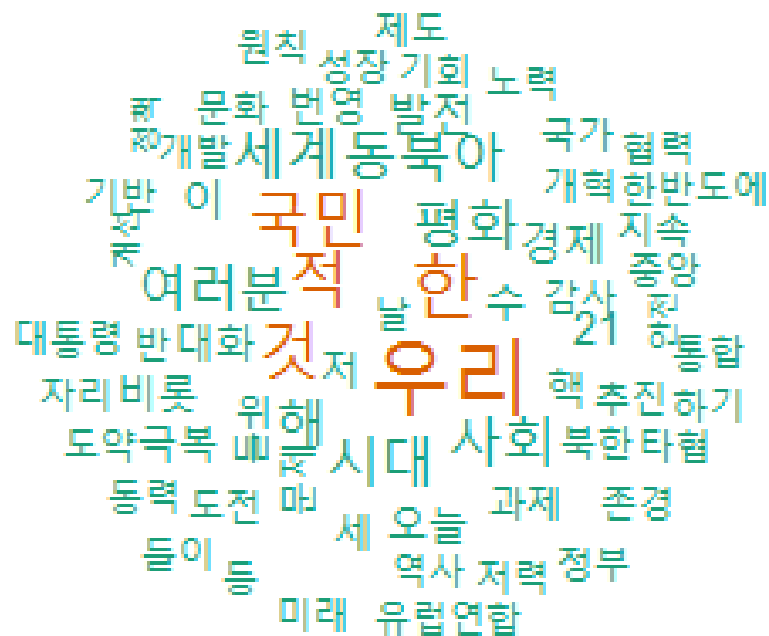 제도
원칙
성장 기회
노력
문화 번영 발전
정책
개발 세계 동북아
국가 협력
기반 이 국민 평화
개혁 한반도에
개선
경제 지속
여러분 적 한 수
중앙
감사
날
21
대통령 반 대화 것 저 우리
통합
자리 비롯
핵 추진 하기
위 해
도약 극복
시대 사회 북한 타협
동력 도전
세 오늘 과제 존경
들이 등
역사 저력 정부
미래 유럽연합